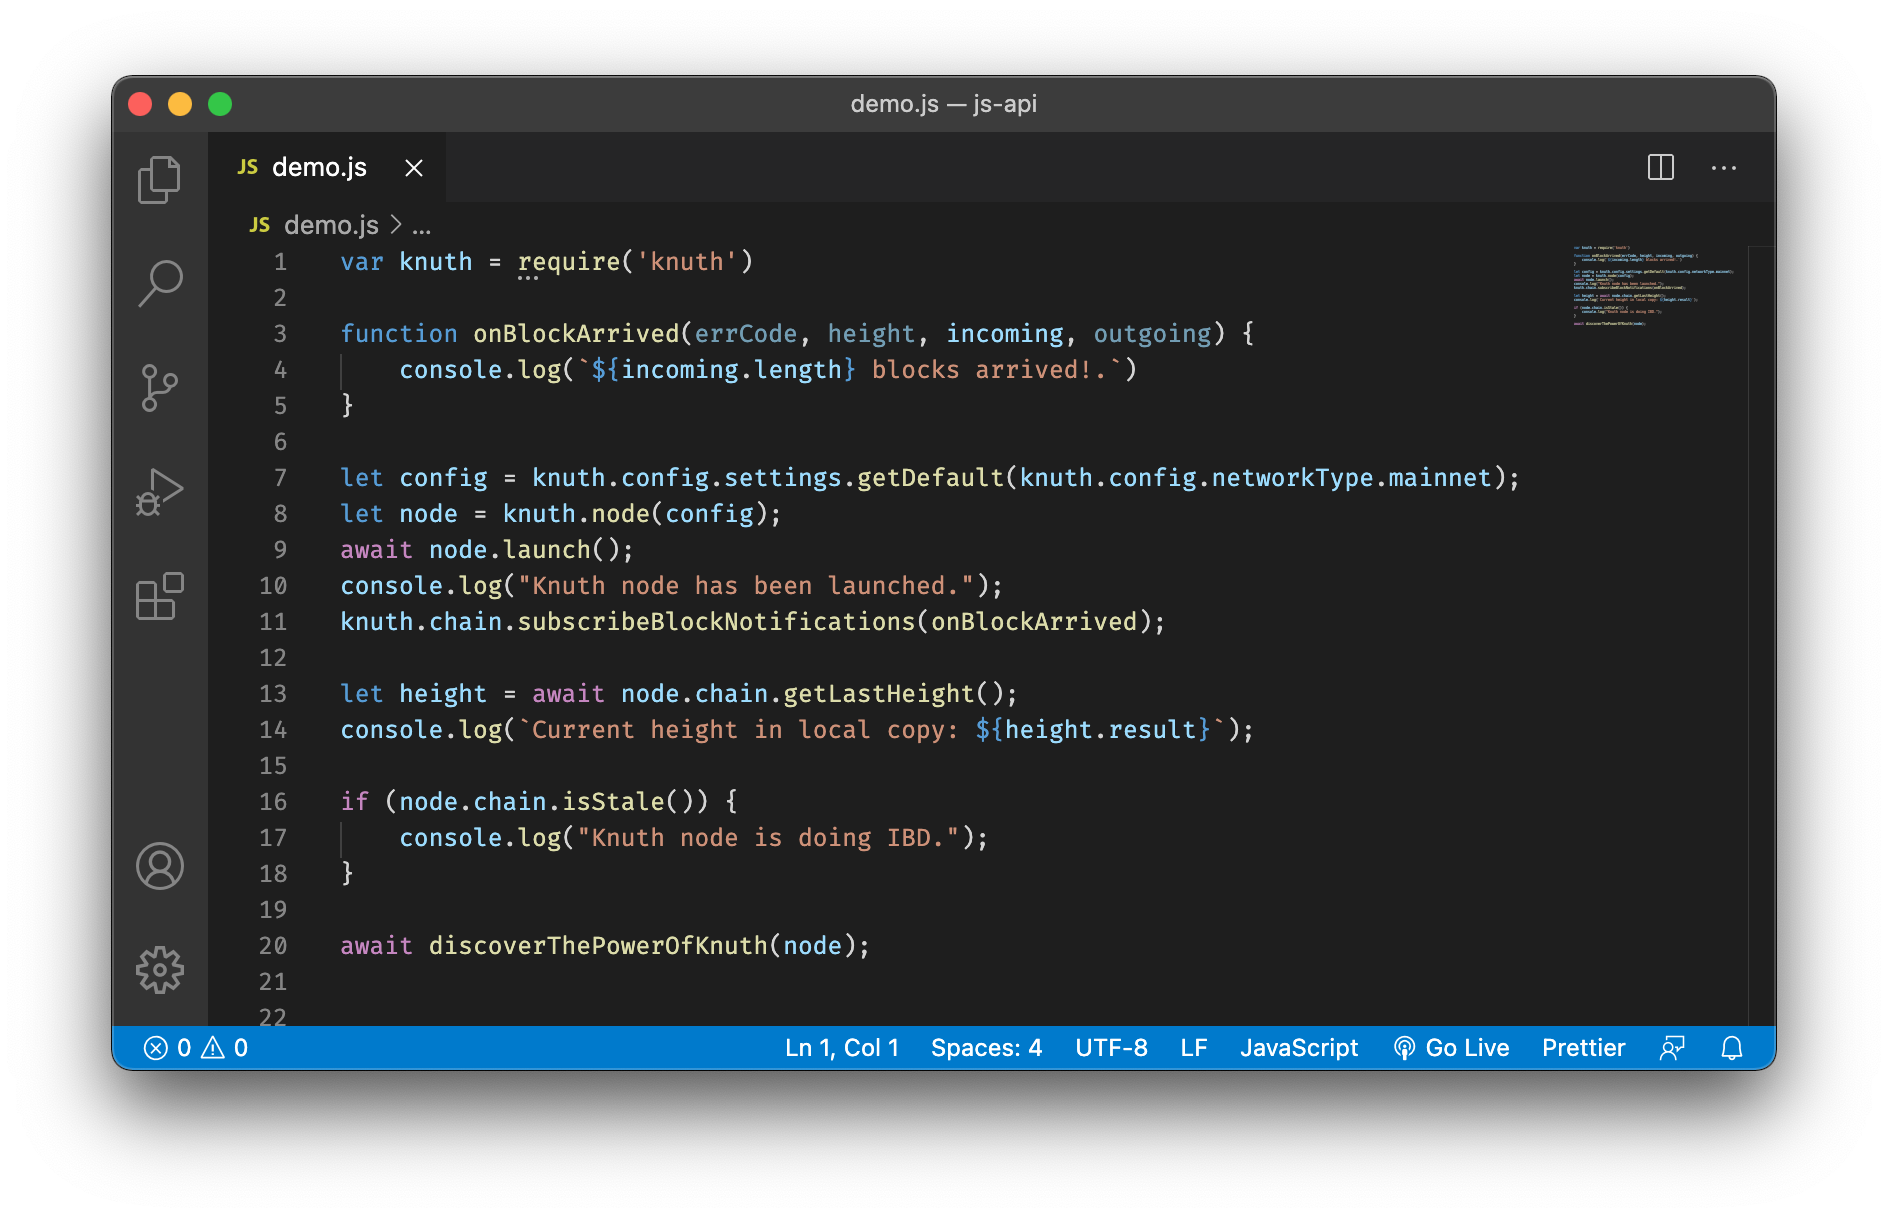 demo.js — js-api
JS demo.js
JS demo.js > ...
1 var knuth = require('knuth')
2
3 function onBlockArrived(errCode, height, incoming, outgoing) {
4     console.log(`${incoming.length} blocks arrived!.`)
5 }
6
7 let config = knuth.config.settings.getDefault(knuth.config.networkType.mainnet);
8 let node = knuth.node(config);
9 await node.launch();
10 console.log("Knuth node has been launched.");
11 knuth.chain.subscribeBlockNotifications(onBlockArrived);
12
13 let height = await node.chain.getLastHeight();
14 console.log(`Current height in local copy: ${height.result}`);
15
16 if (node.chain.isStale()) {
17     console.log("Knuth node is doing IBD.");
18 }
19
20 await discoverThePowerOfKnuth(node);
21
22
0 0 Ln 1, Col 1 Spaces: 4 UTF-8 LF JavaScript Go Live Prettier